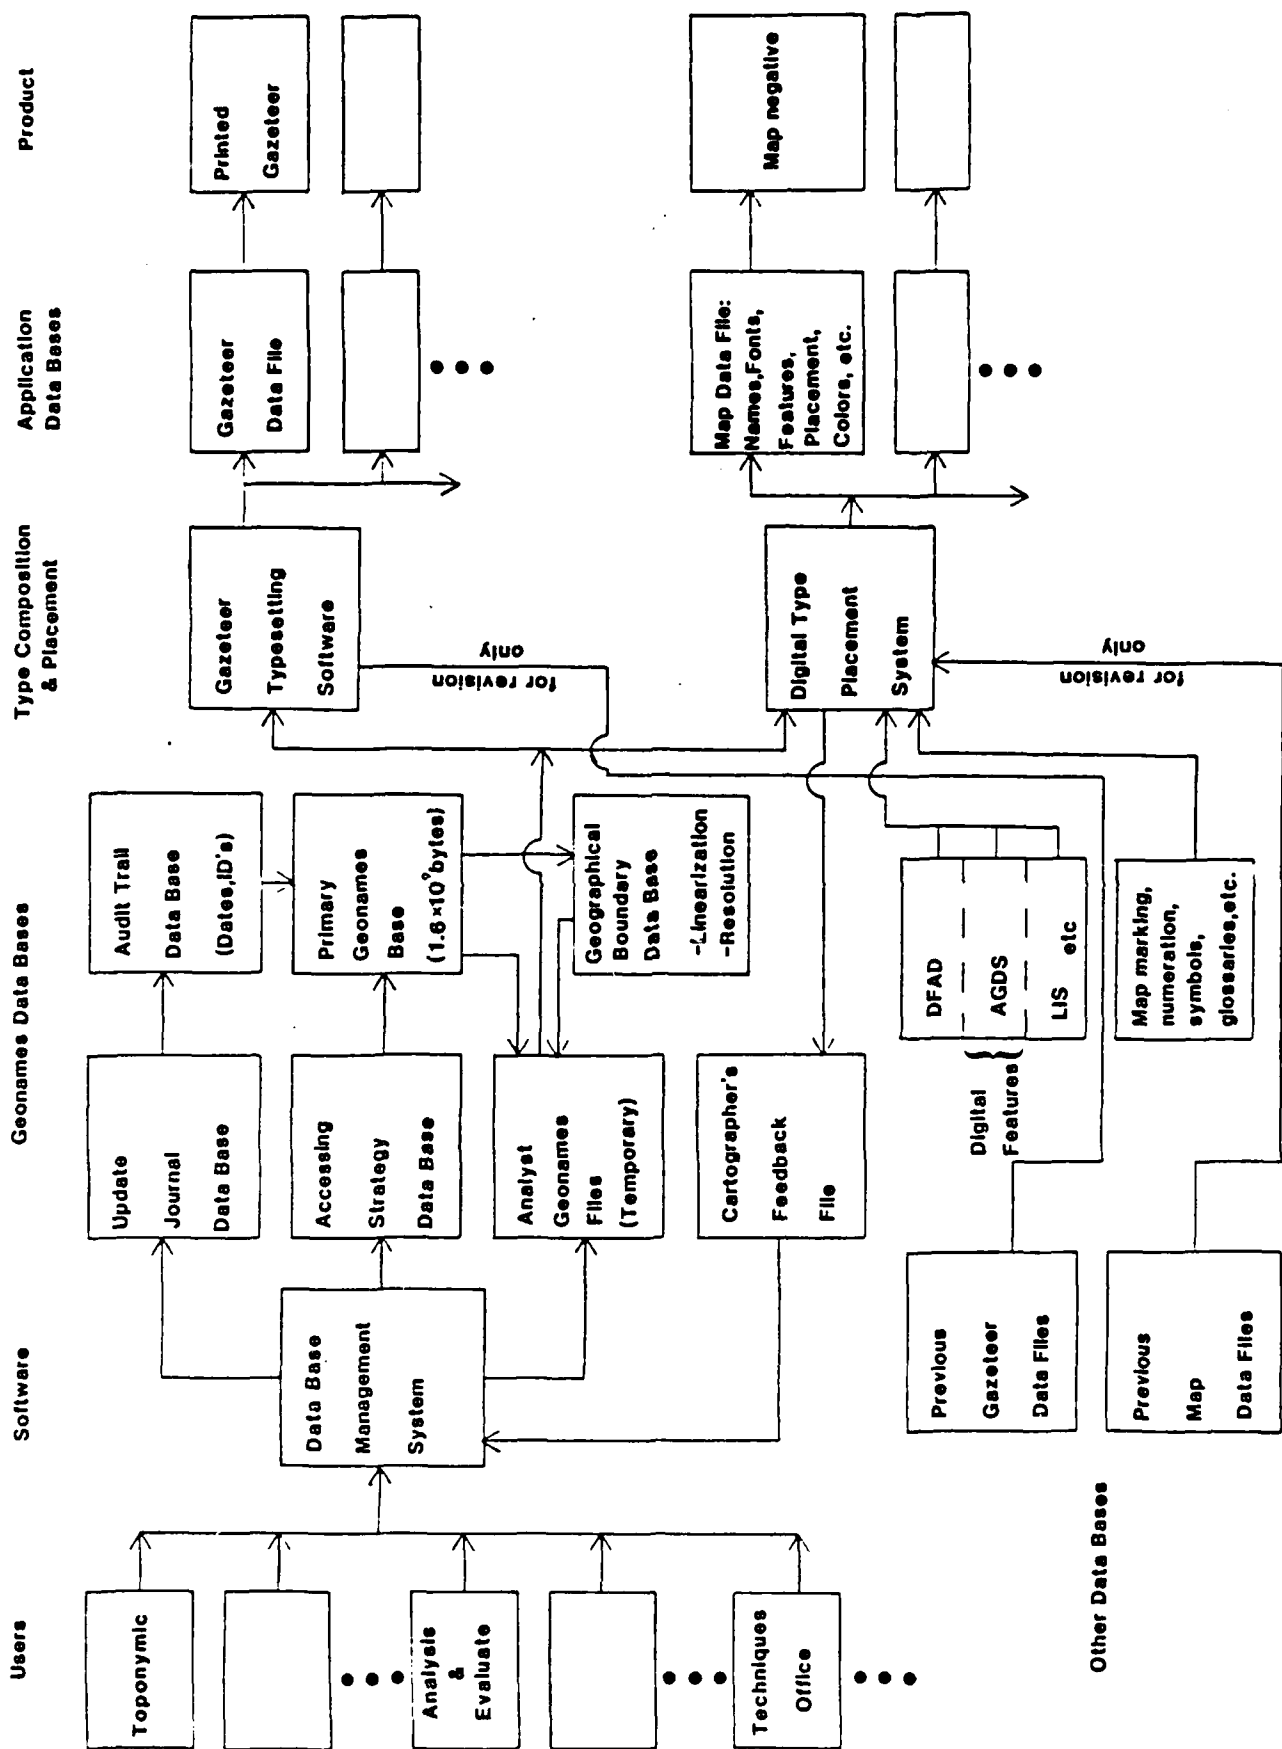 Users
Software
Geonames Data Bases
Type Composition
& Placement
Application
Data Bases
Product
Toponymic
Analysis
&
Evaluate
Techniques
Office
Data Base
Management
System
Update
Journal
Data Base
Accessing
Strategy
Data Base
Analyst
Geonames
Files
(Temporary)
Cartographer's
Feedback
File
Audit Trail
Data Base
(Dates,ID's)
Primary
Geonames
Base
(1.6×10⁹bytes)
Geographical
Boundary
Data Base
-Linearization
-Resolution
Gazeteer
Typesetting
Software
for revision
only
Digital Type
Placement
System
for revision
only
Gazeteer
Data File
Map Data File:
Names,Fonts,
Features,
Placement,
Colors, etc.
Printed
Gazeteer
Map negative
Other Data Bases
Previous
Gazeteer
Data Files
Previous
Map
Data Files
Digital
Features
DFAD
AGDS
LIS etc
Map marking,
numeration,
symbols,
glossaries,etc.